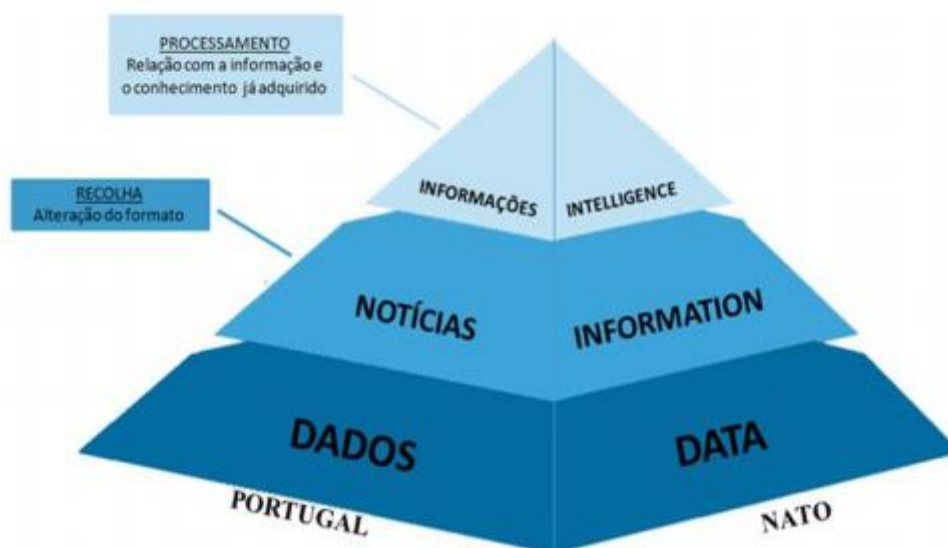 PROCESSAMENTO
Relação com a informação e
o conhecimento já adquirido
RECOLHA
Alteração do formato
INFORMAÇÕES
INTELLIGENCE
NOTÍCIAS
INFORMATION
DADOS
DATA
PORTUGAL
NATO